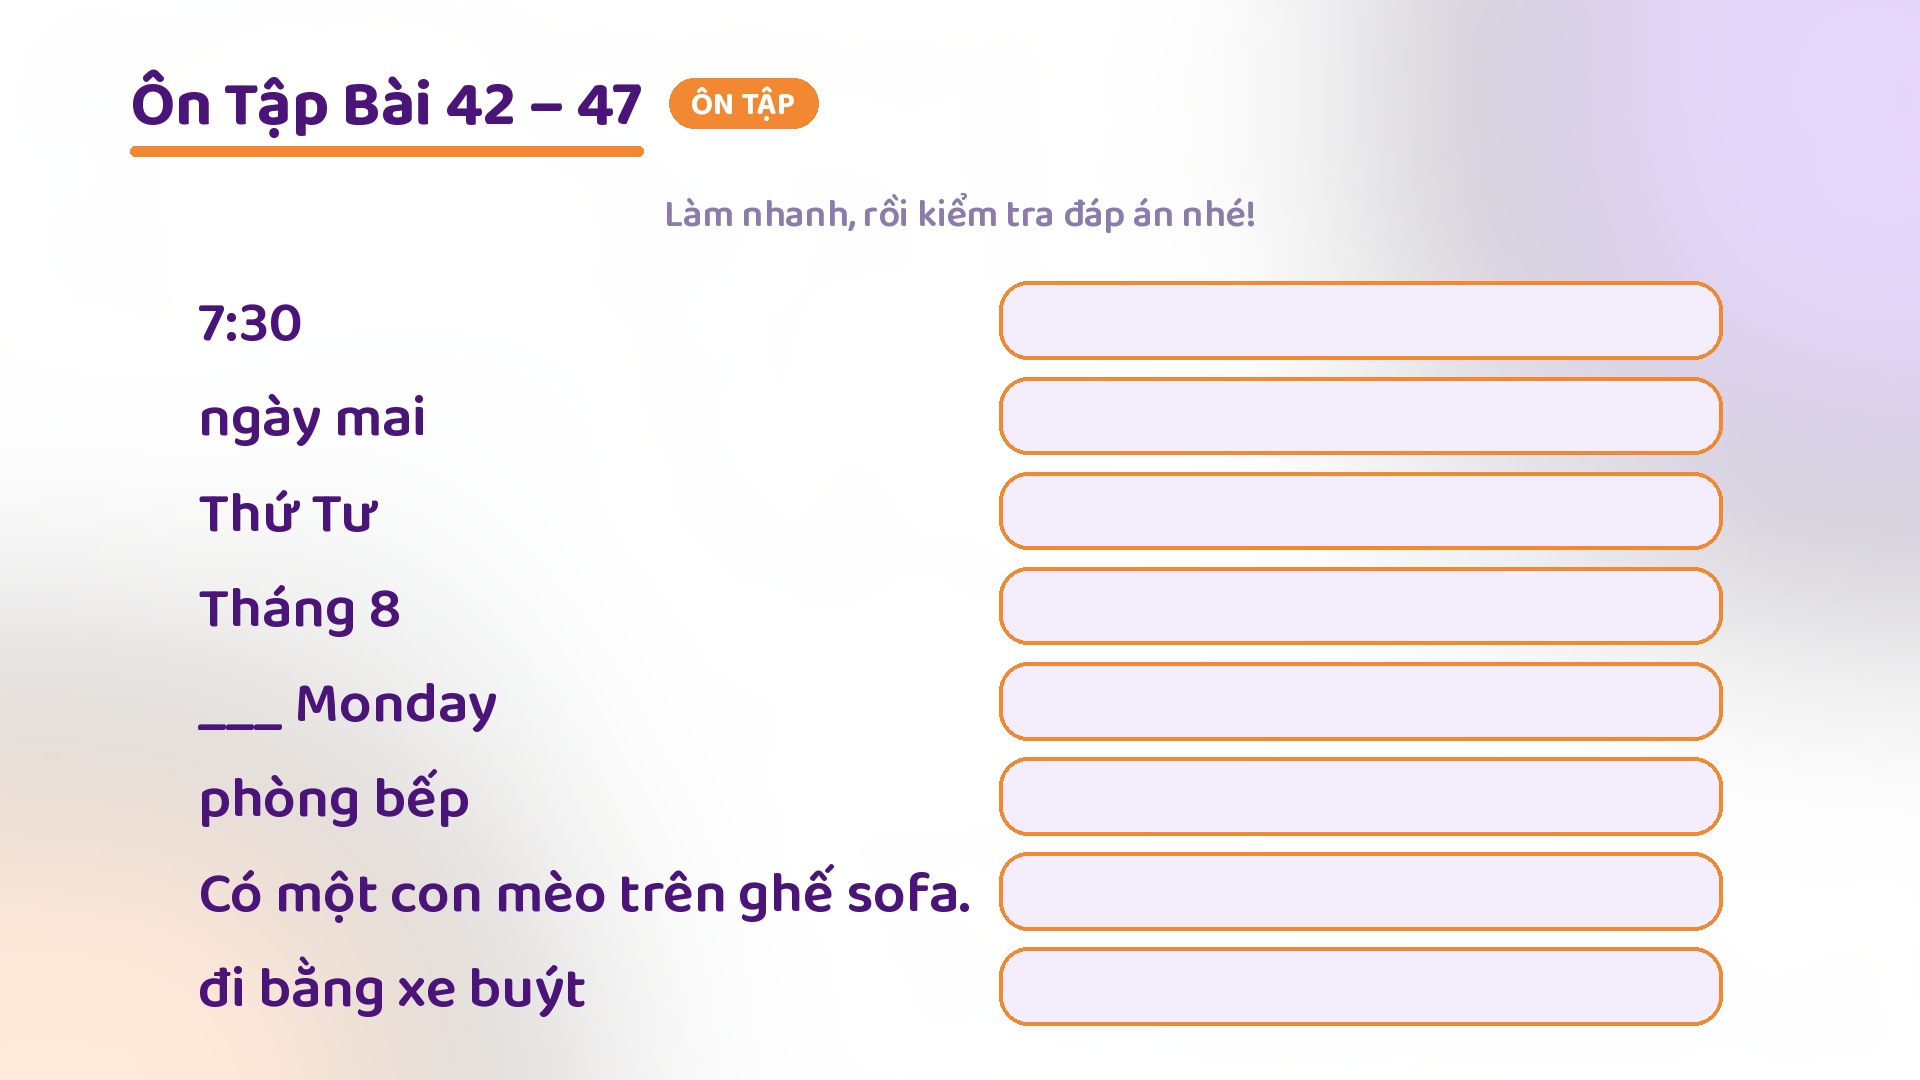 Ôn Tập Bài 42 – 47
ÔN TẬP
Làm nhanh, rồi kiểm tra đáp án nhé!
7:30
ngày mai
Thứ Tư
Tháng 8
___ Monday
phòng bếp
Có một con mèo trên ghế sofa.
đi bằng xe buýt